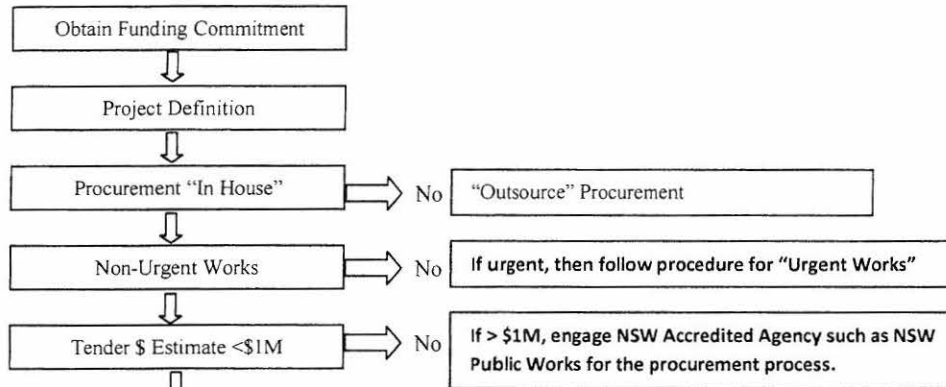 Obtain Funding Commitment
Project Definition
Procurement “In House”
No
“Outsource” Procurement
Non-Urgent Works
No
If urgent, then follow procedure for “Urgent Works”
Tender $ Estimate <$1M
No
If > $1M, engage NSW Accredited Agency such as NSW
Public Works for the procurement process.